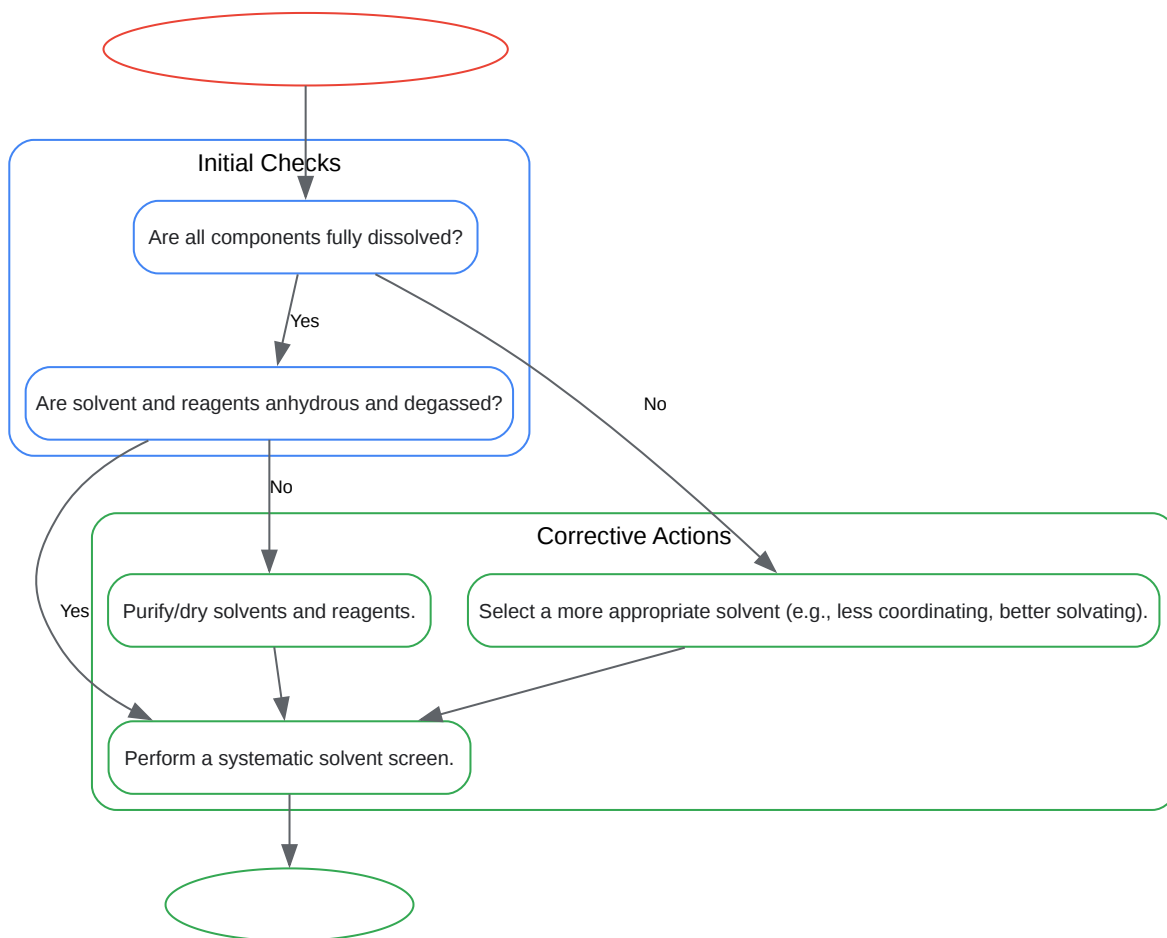 Initial Checks
Are all components fully dissolved?
Yes
Are solvent and reagents anhydrous and degassed?
No
No
Corrective Actions
Purify/dry solvents and reagents.
Select a more appropriate solvent (e.g., less coordinating, better solvating).
Yes
Perform a systematic solvent screen.